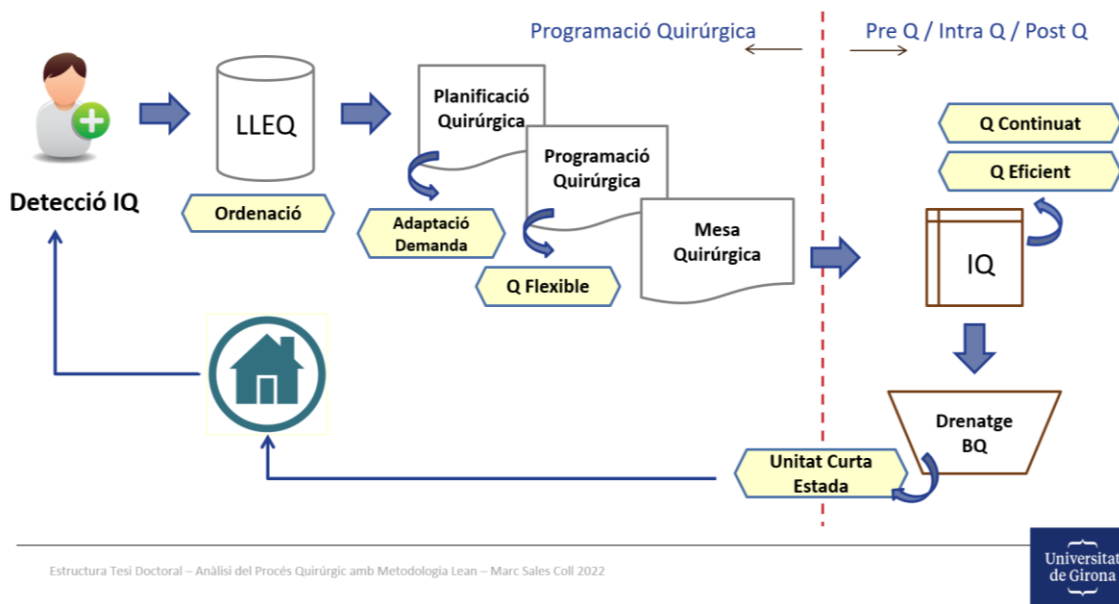 Programació Quirúrgica
Pre Q / Intra Q / Post Q
Detecció IQ
LLEQ
Ordenació
Planificació
Quirúrgica
Adaptació
Demanda
Programació
Quirúrgica
Q Flexible
Mesa
Quirúrgica
Q Continuat
Q Eficient
IQ
Drenatge
BQ
Unitat Curta
Estada
Estructura Tesi Doctoral – Anàlisi del Procés Quirúrgic amb Metodologia Lean – Marc Sales Coll 2022
Universitat
de Girona